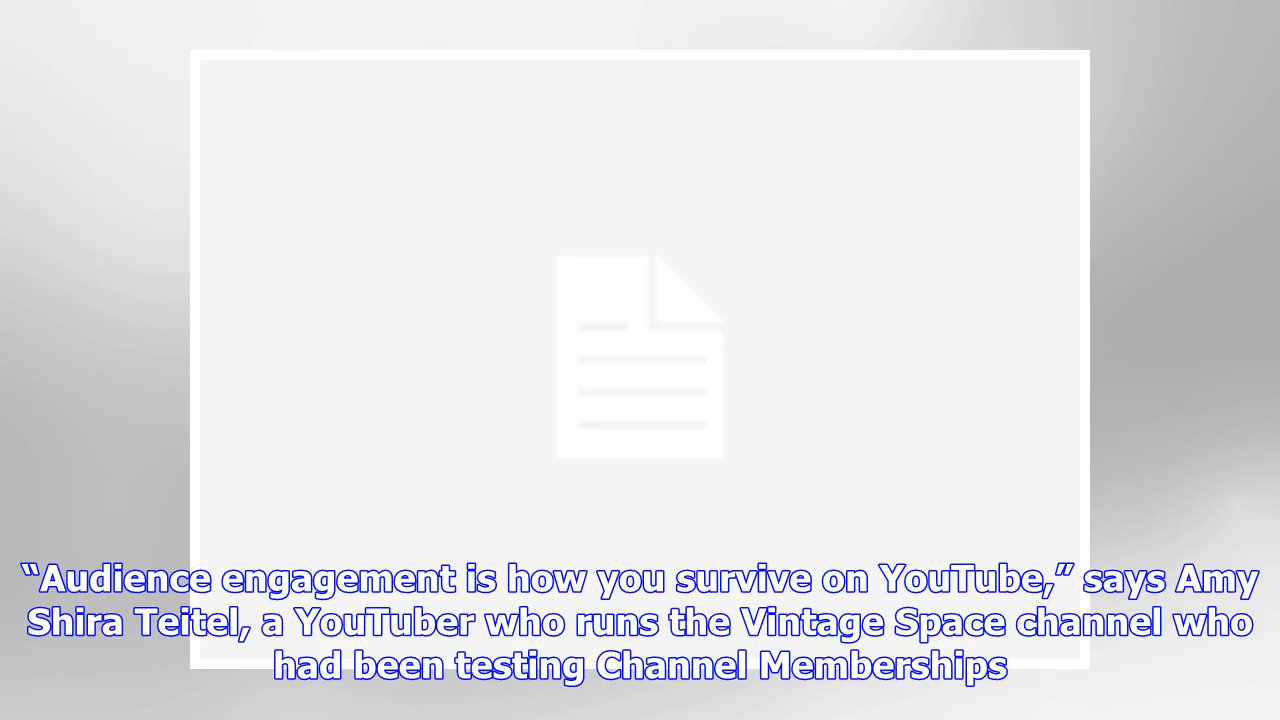 “Audience engagement is how you survive on YouTube,” says Amy
Shira Teitel, a YouTuber who runs the Vintage Space channel who
had been testing Channel Memberships